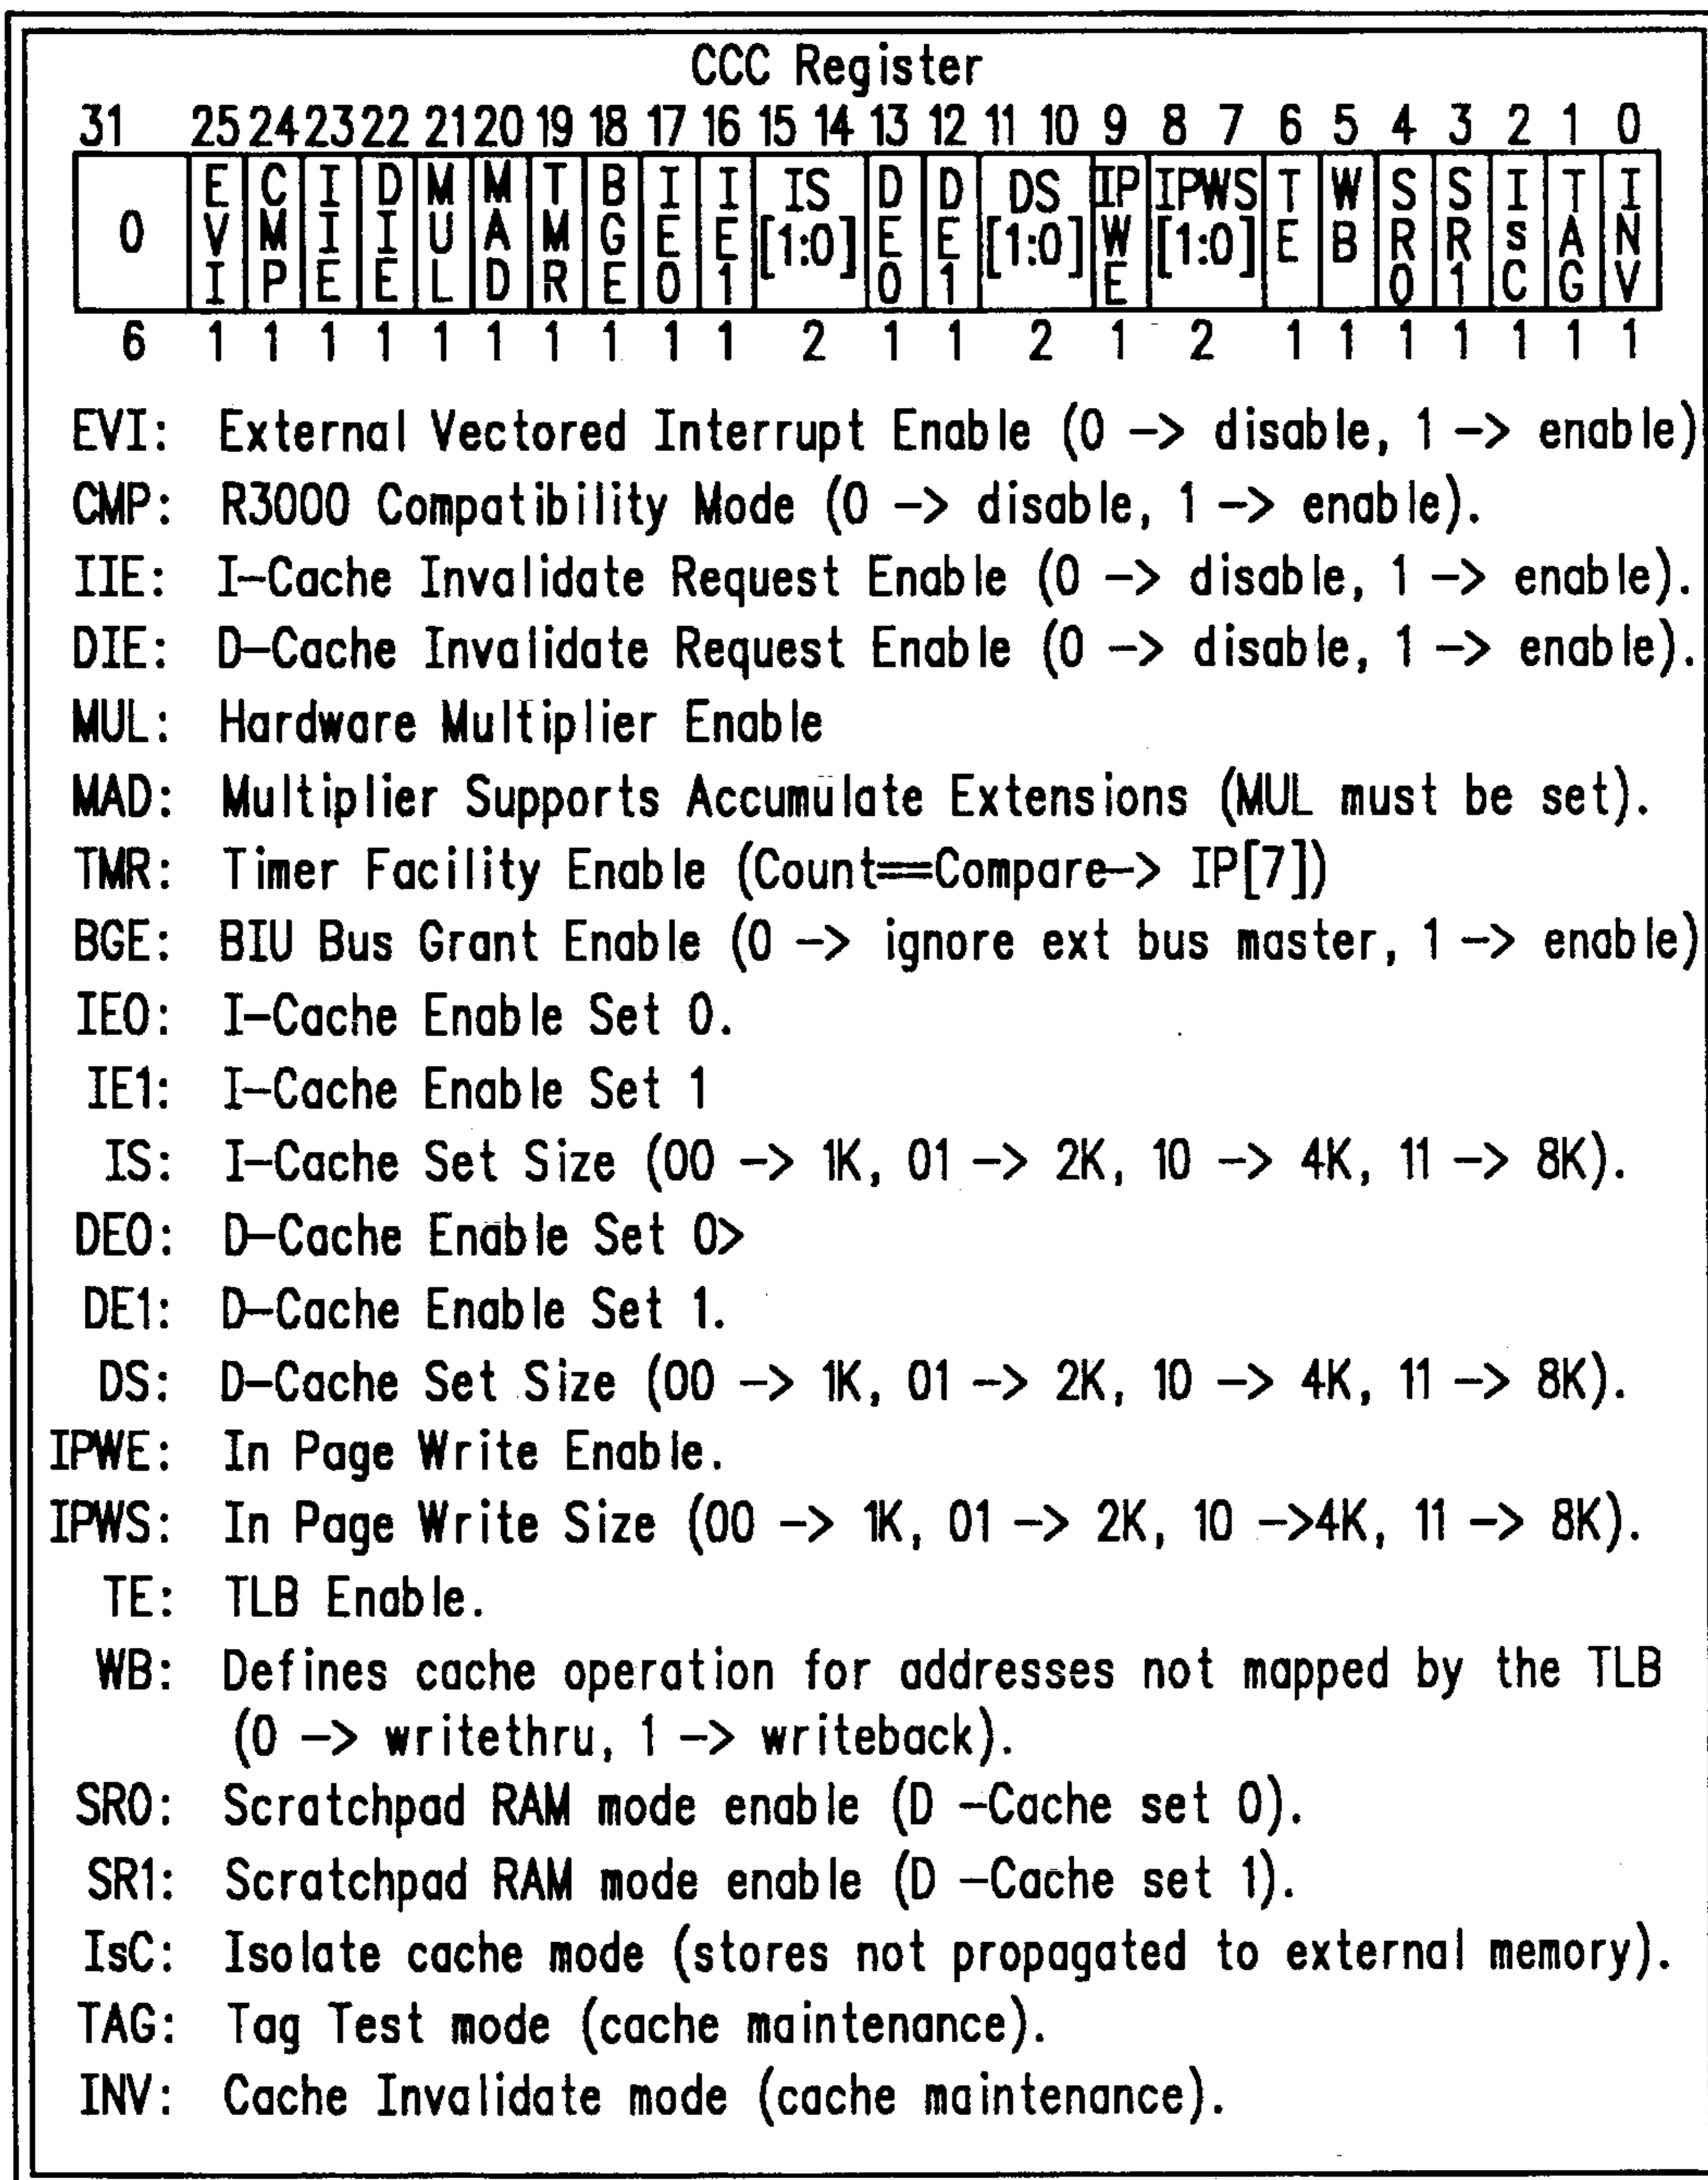 CCC Register
31 25 24 23 22 21 20 19 18 17 16 15 14 13 12 11 10 9 8 7 6 5 4 3 2 1 0
0 EVI CMP IIE DIE MUL MAD TMR BGE IE0 IE1 IS [1:0] DE0 DE1 DS [1:0] IPWE IPWS [1:0] TE WB SR0 SR1 IsC TAG INV
6 1 1 1 1 1 1 1 1 1 1 2 1 1 2 1 2 1 1 1 1 1 1 1
EVI: External Vectored Interrupt Enable (0 -> disable, 1 -> enable)
CMP: R3000 Compatibility Mode (0 -> disable, 1 -> enable).
IIE: I-Cache Invalidate Request Enable (0 -> disable, 1 -> enable).
DIE: D-Cache Invalidate Request Enable (0 -> disable, 1 -> enable).
MUL: Hardware Multiplier Enable
MAD: Multiplier Supports Accumulate Extensions (MUL must be set).
TMR: Timer Facility Enable (Count==Compare-> IP[7])
BGE: BIU Bus Grant Enable (0 -> ignore ext bus master, 1 -> enable)
IE0: I-Cache Enable Set 0.
IE1: I-Cache Enable Set 1
IS: I-Cache Set Size (00 -> 1K, 01 -> 2K, 10 -> 4K, 11 -> 8K).
DE0: D-Cache Enable Set 0>
DE1: D-Cache Enable Set 1.
DS: D-Cache Set Size (00 -> 1K, 01 -> 2K, 10 -> 4K, 11 -> 8K).
IPWE: In Page Write Enable.
IPWS: In Page Write Size (00 -> 1K, 01 -> 2K, 10 ->4K, 11 -> 8K).
TE: TLB Enable.
WB: Defines cache operation for addresses not mapped by the TLB
(0 -> writethru, 1 -> writeback).
SR0: Scratchpad RAM mode enable (D -Cache set 0).
SR1: Scratchpad RAM mode enable (D -Cache set 1).
IsC: Isolate cache mode (stores not propagated to external memory).
TAG: Tag Test mode (cache maintenance).
INV: Cache Invalidate mode (cache maintenance).